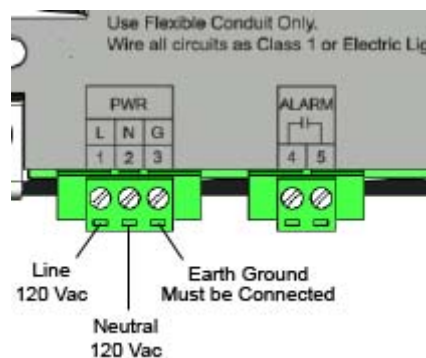 Use Flexible Conduit Only.
Wire all circuits as Class 1 or Electric
PWR
ALARM
L N G
1 2 3
4 5
Line
120 Vac
Earth Ground
Must be Connected
Neutral
120 Vac